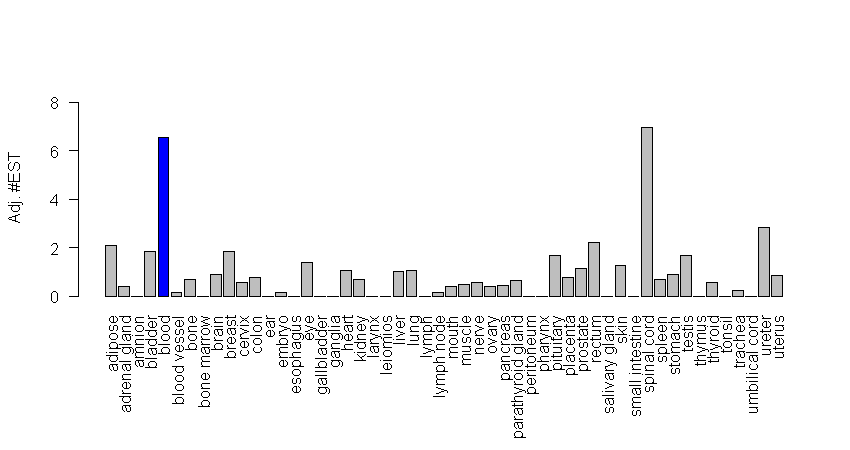 Adj. #EST
8
6
4
2
0
adipose
adrenal gland
amnion
bladder
blood
blood vessel
bone
bone marrow
brain
breast
cervix
colon
ear
embryo
esophagus
eye
gallbladder
ganglia
heart
kidney
larynx
leiomios
liver
lung
lymph
lymph node
mouth
muscle
nerve
ovary
pancreas
parathyroid gland
peritoneum
pharynx
pituitary
placenta
prostate
rectum
salivary gland
skin
small intestine
spinal cord
spleen
stomach
testis
thymus
thyroid
tonsil
trachea
umbilical cord
ureter
uterus